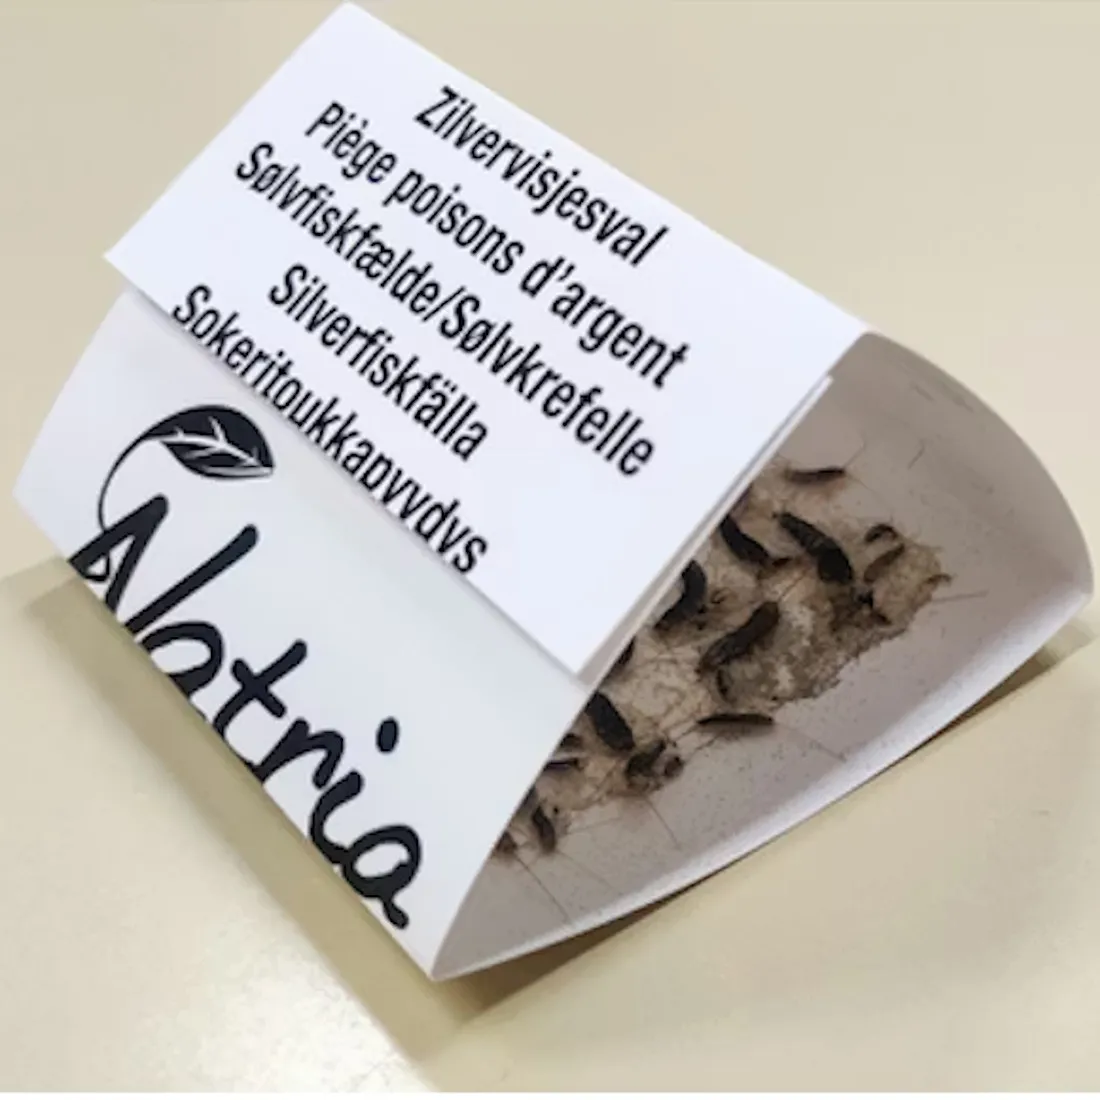 Zilvervisjesval
Piège poisons d'argent
Sølvfiskfælde/Sølvkrefelle
Silverfiskfälla
Sokeritoukkapyydys
Natria